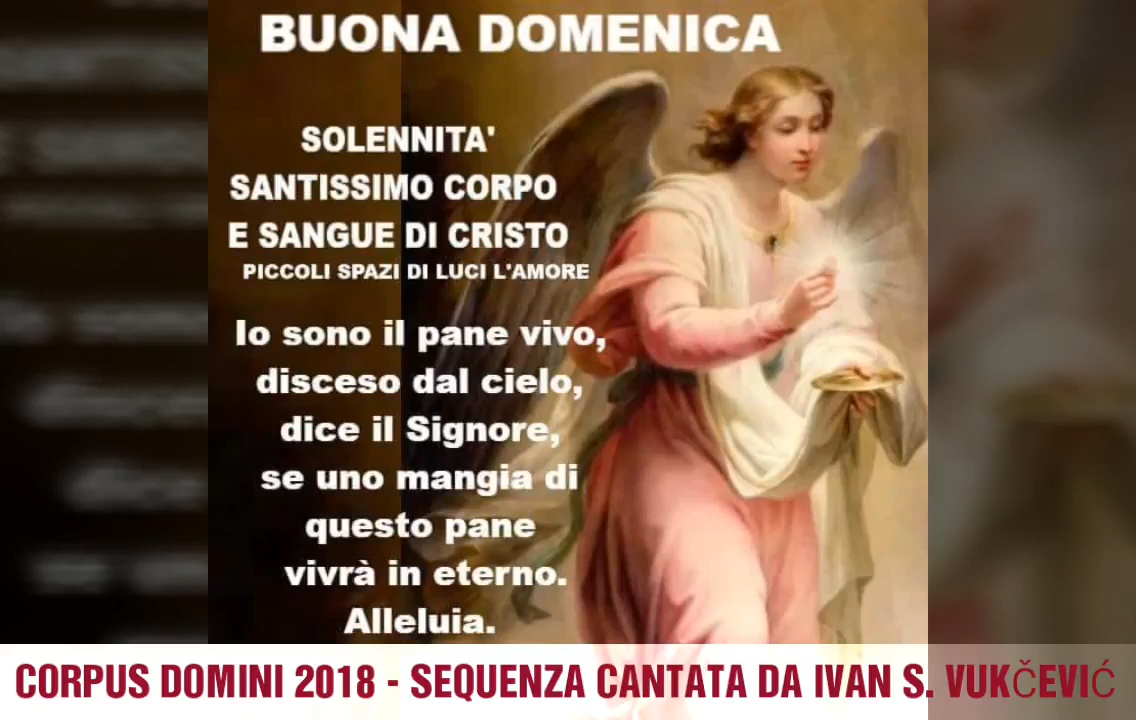 BUONA DOMENICA
SOLENNITA'
SANTISSIMO CORPO
E SANGUE DI CRISTO
PICCOLI SPAZI DI LUCI L'AMORE
Io sono il pane vivo,
disceso dal cielo,
dice il Signore,
se uno mangia di
questo pane
vivrà in eterno.
Alleluia.
CORPUS DOMINI 2018 - SEQUENZA CANTATA DA IVAN S. VUKČEVIĆ